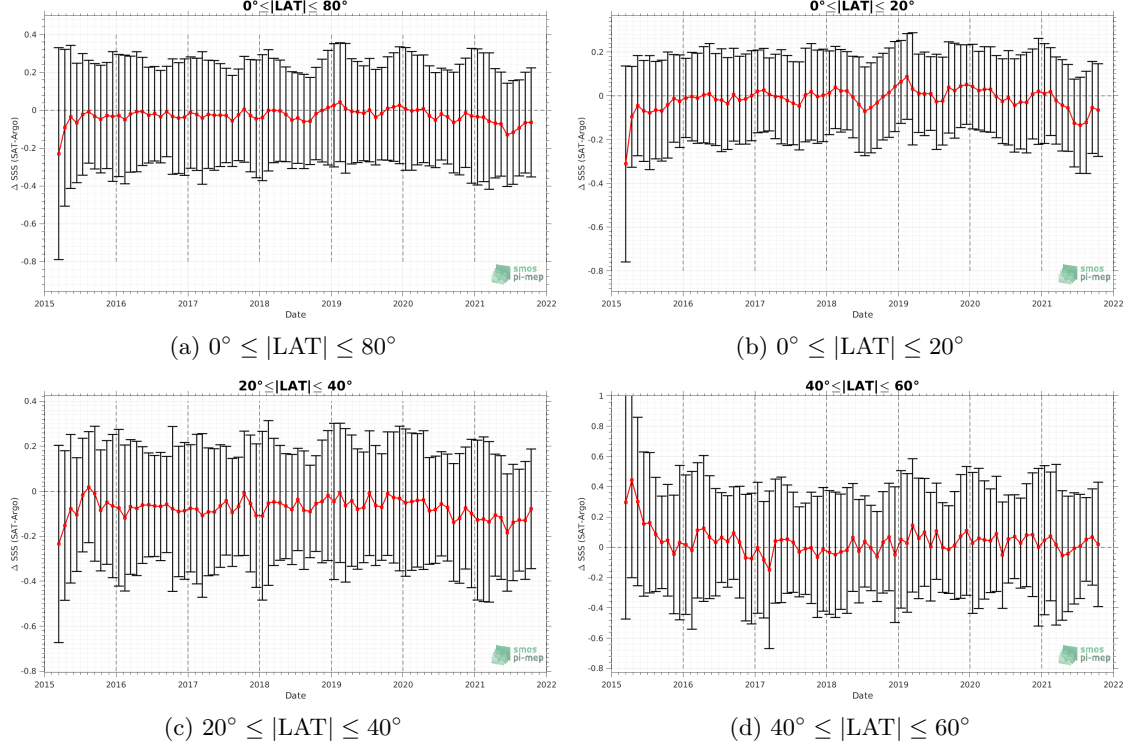 0°≤|LAT|≤ 80°
0.4
0.2
0
-0.2
-0.4
-0.6
-0.8
Δ SSS (SAT-Argo)
smos
pi-mep
2015 2016 2017 2018 2019 2020 2021 2022
Date
(a) 0° ≤ |LAT| ≤ 80°
0°≤|LAT|≤ 20°
0.2
0
-0.2
-0.4
-0.6
-0.8
Δ SSS (SAT-Argo)
smos
pi-mep
2015 2016 2017 2018 2019 2020 2021 2022
Date
(b) 0° ≤ |LAT| ≤ 20°
20°≤|LAT|≤ 40°
0.4
0.2
0
-0.2
-0.4
-0.6
-0.8
Δ SSS (SAT-Argo)
smos
pi-mep
2015 2016 2017 2018 2019 2020 2021 2022
Date
(c) 20° ≤ |LAT| ≤ 40°
40°≤|LAT|≤ 60°
1
0.8
0.6
0.4
0.2
0
-0.2
-0.4
-0.6
-0.8
Δ SSS (SAT-Argo)
smos
pi-mep
2015 2016 2017 2018 2019 2020 2021 2022
Date
(d) 40° ≤ |LAT| ≤ 60°